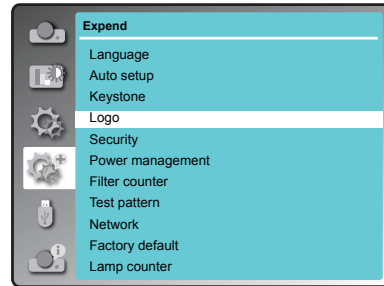 Expend
Language
Auto setup
Keystone
Logo
Security
Power management
Filter counter
Test pattern
Network
Factory default
Lamp counter